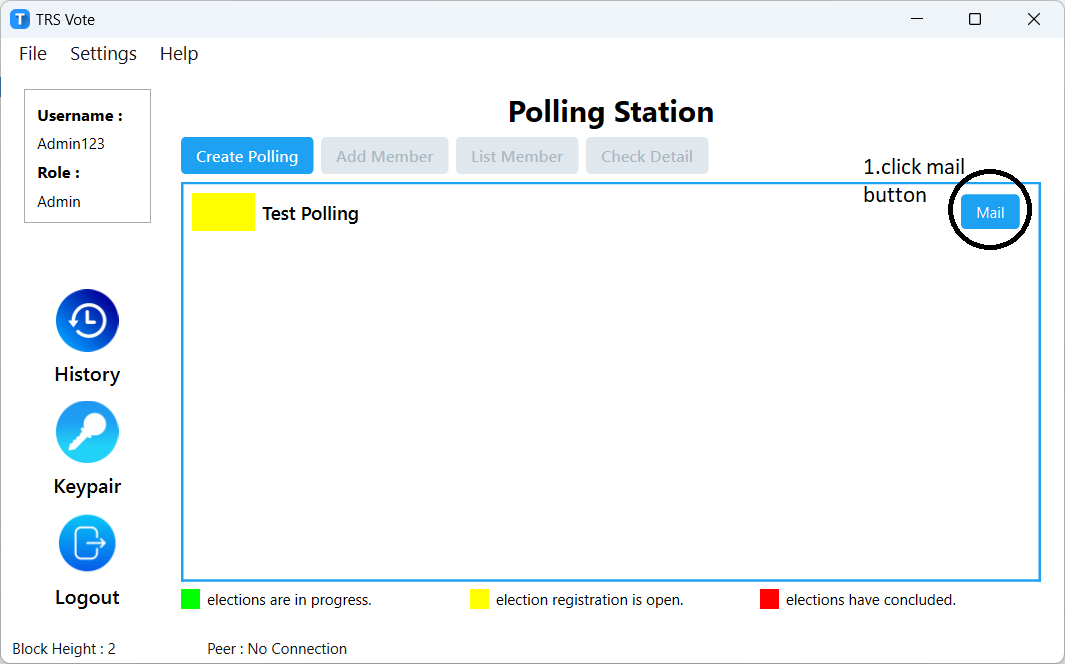 T TRS Vote
File Settings Help
Username :
Admin123
Role :
Admin
Polling Station
Create Polling Add Member List Member Check Detail
1.click mail
button
Test Polling
Mail
History
Keypair
Logout
elections are in progress. election registration is open. elections have concluded.
Block Height : 2 Peer : No Connection